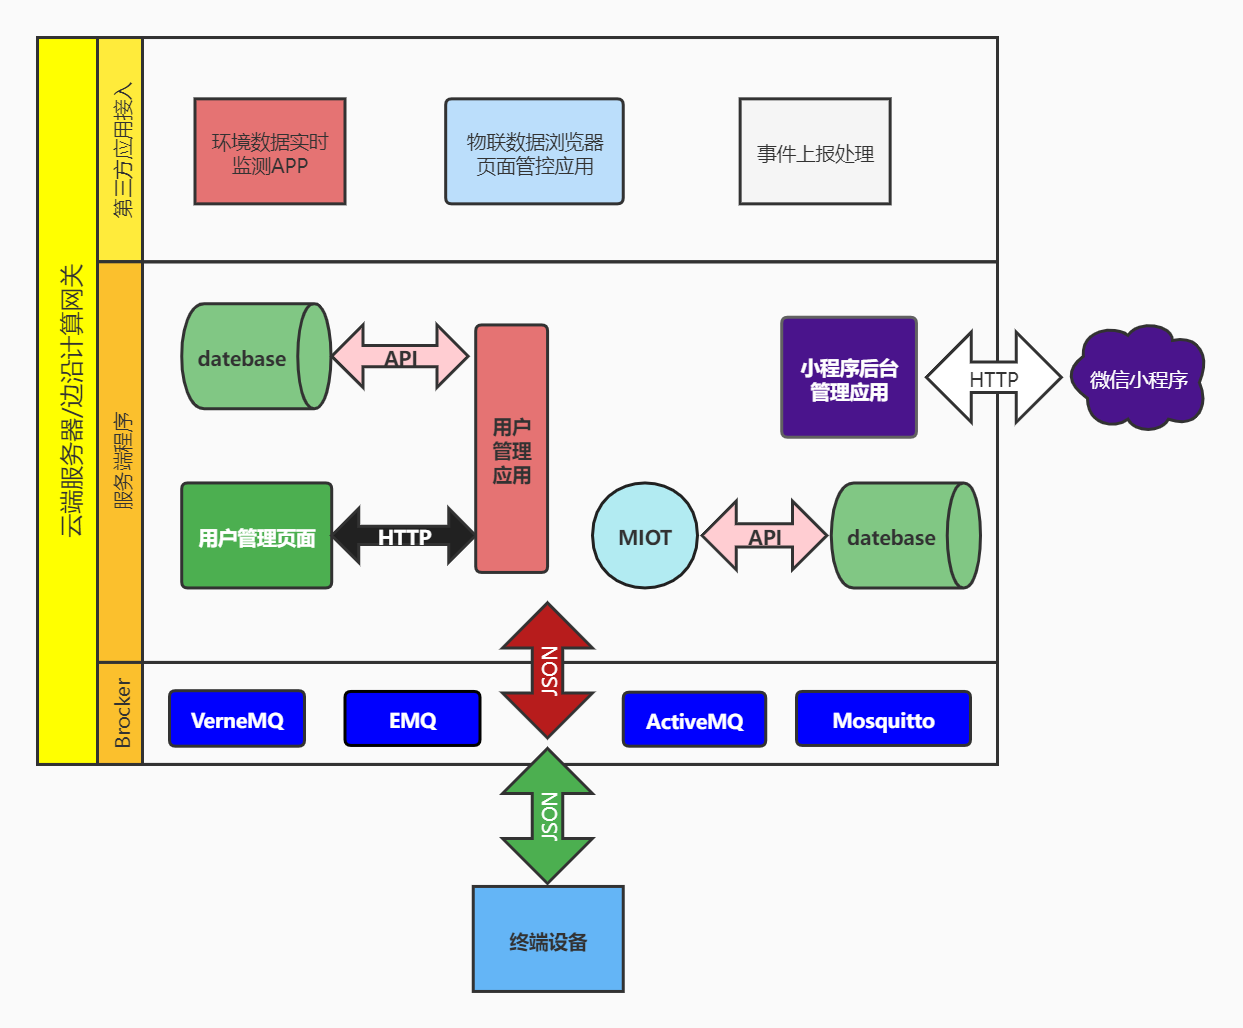 云端服务器/边沿计算网关
第三方应用接入
环境数据实时
监测APP
物联数据浏览器
页面管控应用
事件上报处理
服务端程序
datebase
API
用户
管理
应用
用户管理页面
HTTP
小程序后台
管理应用
HTTP
微信小程序
MIOT
API
datebase
JSON
Brocker
VerneMQ
EMQ
ActiveMQ
Mosquitto
JSON
终端设备